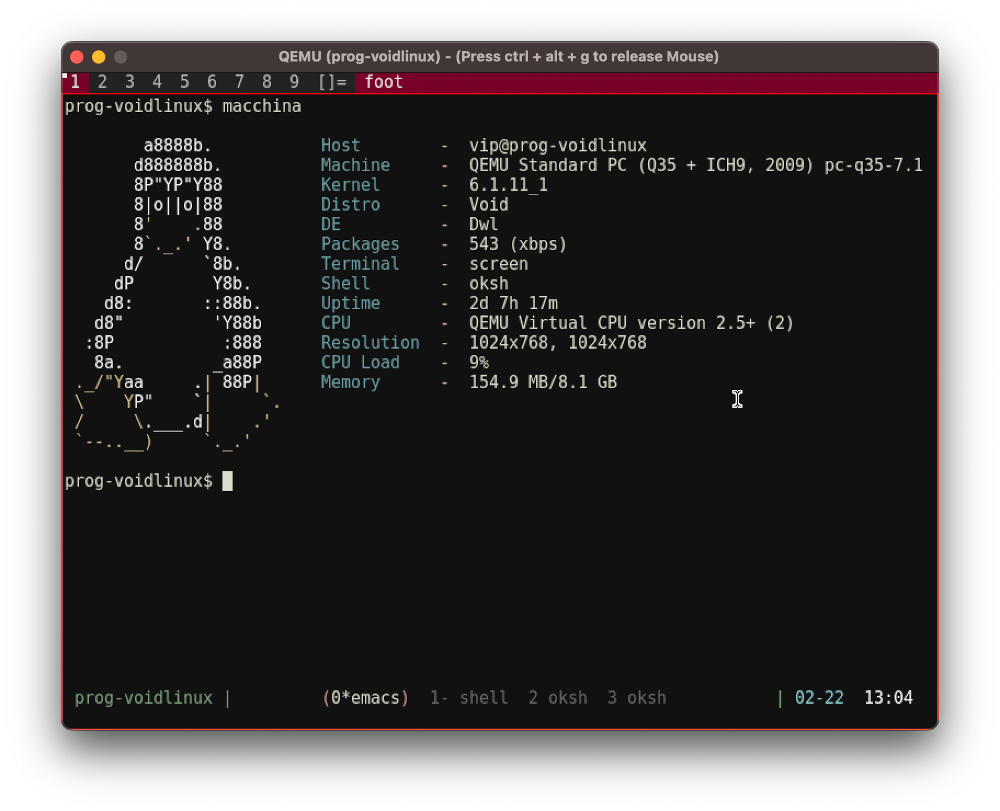 QEMU (prog-voidlinux) - (Press ctrl + alt + g to release Mouse)
1 2 3 4 5 6 7 8 9 []= foot
prog-voidlinux$ macchina
        a8888b.           Host        -  vip@prog-voidlinux
       d888888b.          Machine     -  QEMU Standard PC (Q35 + ICH9, 2009) pc-q35-7.1
       8P"YP"Y88          Kernel      -  6.1.11_1
       8|o||o|88          Distro      -  Void
       8'    .88          DE          -  Dwl
       8`._.' Y8.         Packages    -  543 (xbps)
      d/      `8b.        Terminal    -  screen
     dP        Y8b.       Shell       -  oksh
    d8:       ::88b.      Uptime      -  2d 7h 17m
   d8"         'Y88b      CPU         -  QEMU Virtual CPU version 2.5+ (2)
  :8P           :888      Resolution  -  1024x768, 1024x768
   8a.         _a88P      CPU Load    -  9%
 ._/"Yaa     .| 88P|      Memory      -  154.9 MB/8.1 GB
 \    YP"    `|     `.
 /     \.___.d|    .'
 `--..__)     `._.'
prog-voidlinux$
prog-voidlinux | (0*emacs) 1- shell 2 oksh 3 oksh | 02-22 13:04